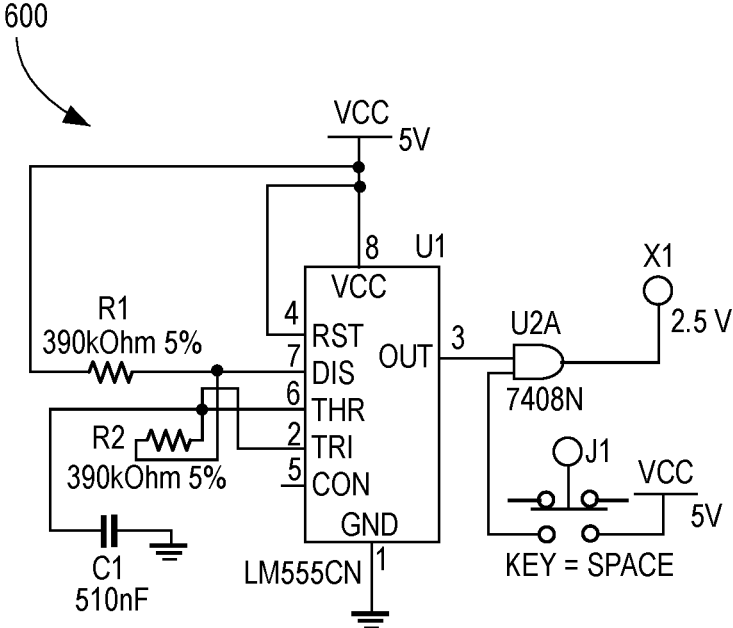 600
VCC
5V
8
U1
VCC
X1
2.5 V
R1
390kOhm 5%
4
RST
7
DIS
OUT
3
U2A
7408N
6
THR
R2
390kOhm 5%
2
TRI
5
CON
J1
VCC
5V
GND
KEY = SPACE
C1
510nF
LM555CN
1